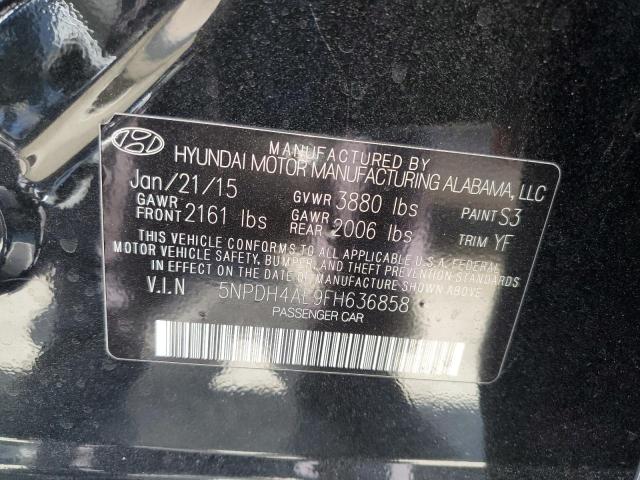 MANUFACTURED BY
HYUNDAI MOTOR MANUFACTURING ALABAMA, LLC
Jan/21/15 GVWR 3880 lbs PAINT S3
GAWR FRONT 2161 lbs GAWR REAR 2006 lbs TRIM YF
THIS VEHICLE CONFORMS TO ALL APPLICABLE U.S.A. FEDERAL
MOTOR VEHICLE SAFETY, BUMPER, AND THEFT PREVENTION STANDARDS
IN EFFECT ON THE DATE OF MANUFACTURE SHOWN ABOVE.
V.I.N 5NPDH4AE9FH636858
PASSENGER CAR